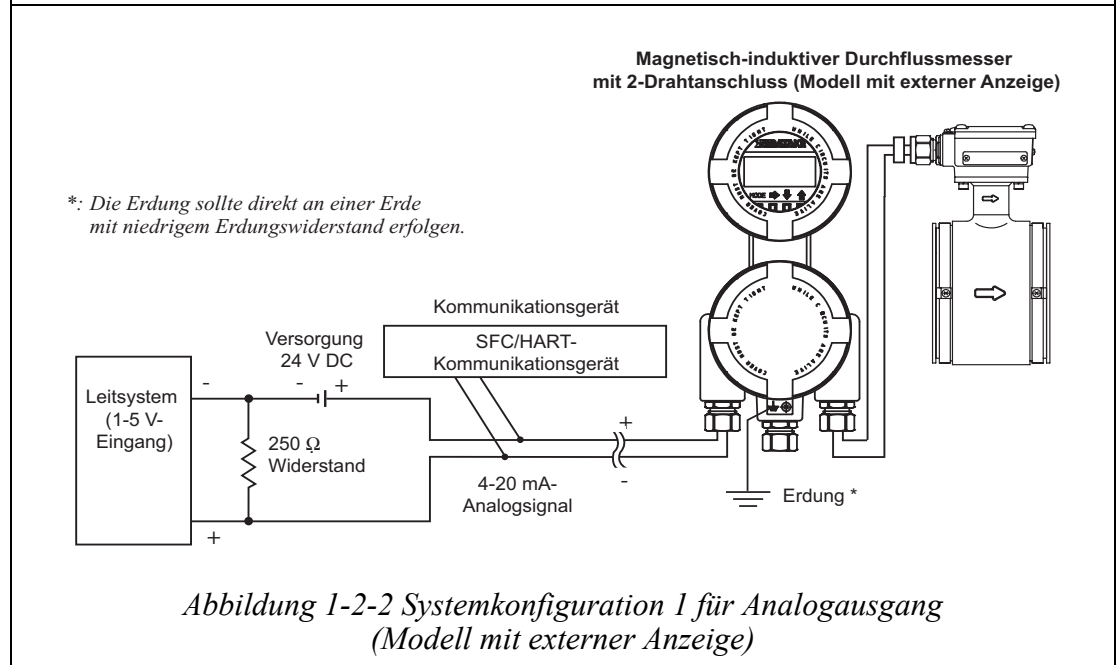 Magnetisch-induktiver Durchflussmesser
mit 2-Drahtanschluss (Modell mit externer Anzeige)
*: Die Erdung sollte direkt an einer Erde
mit niedrigem Erdungswiderstand erfolgen.
MODE
Kommunikationsgerät
SFC/HART-
Kommunikationsgerät
Versorgung
24 V DC
- +
-
Leitsystem
(1-5 V-
Eingang)
250 Ω
Widerstand
+
4-20 mA-
Analogsignal
+
-
Erdung *
Abbildung 1-2-2 Systemkonfiguration 1 für Analogausgang
(Modell mit externer Anzeige)